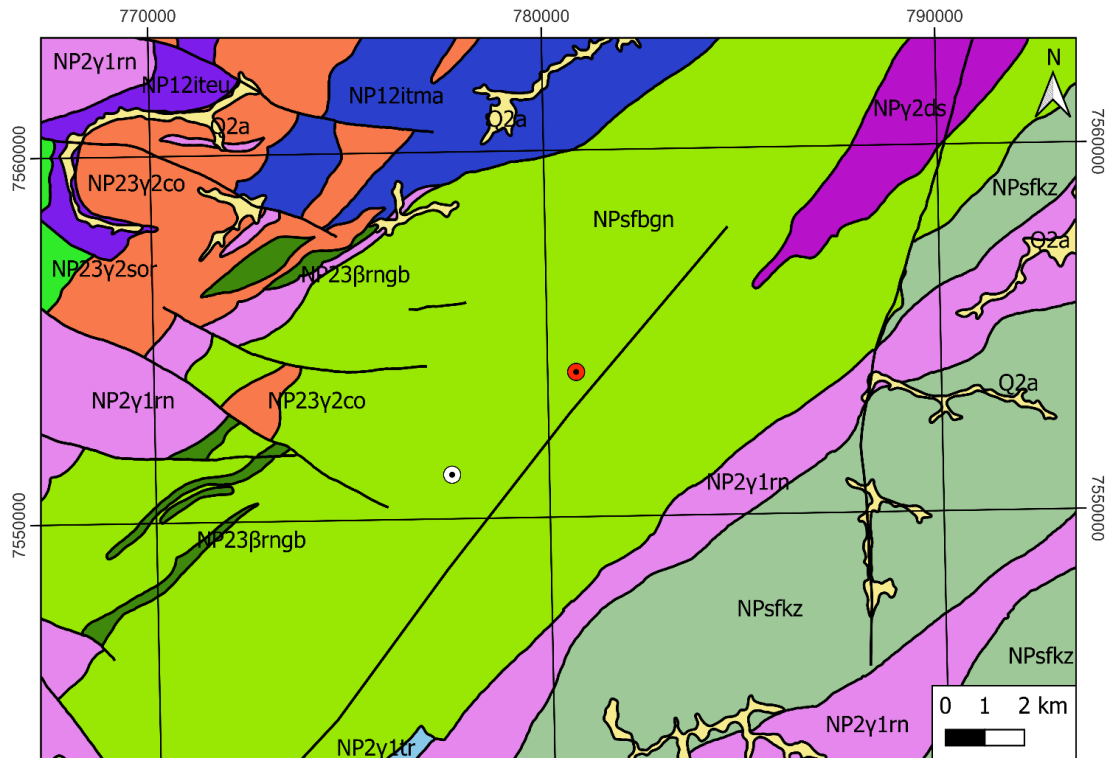 770000
780000
790000
N
NP2γ1rn
NP12iteu
NP12itma
Q2a
NPγ2ds
Q2a
7560000
7560000
NP23γ2co
NPsfkz
NPsfbgn
Q2a
NP23γ2sor
NP23βrngb
Q2a
NP2γ1rn
NP23γ2co
NP2γ1rn
7550000
7550000
NP23βrngb
NPsfkz
NPsfkz
0 1 2 km
NP2γ1rn
NP2γ1tr